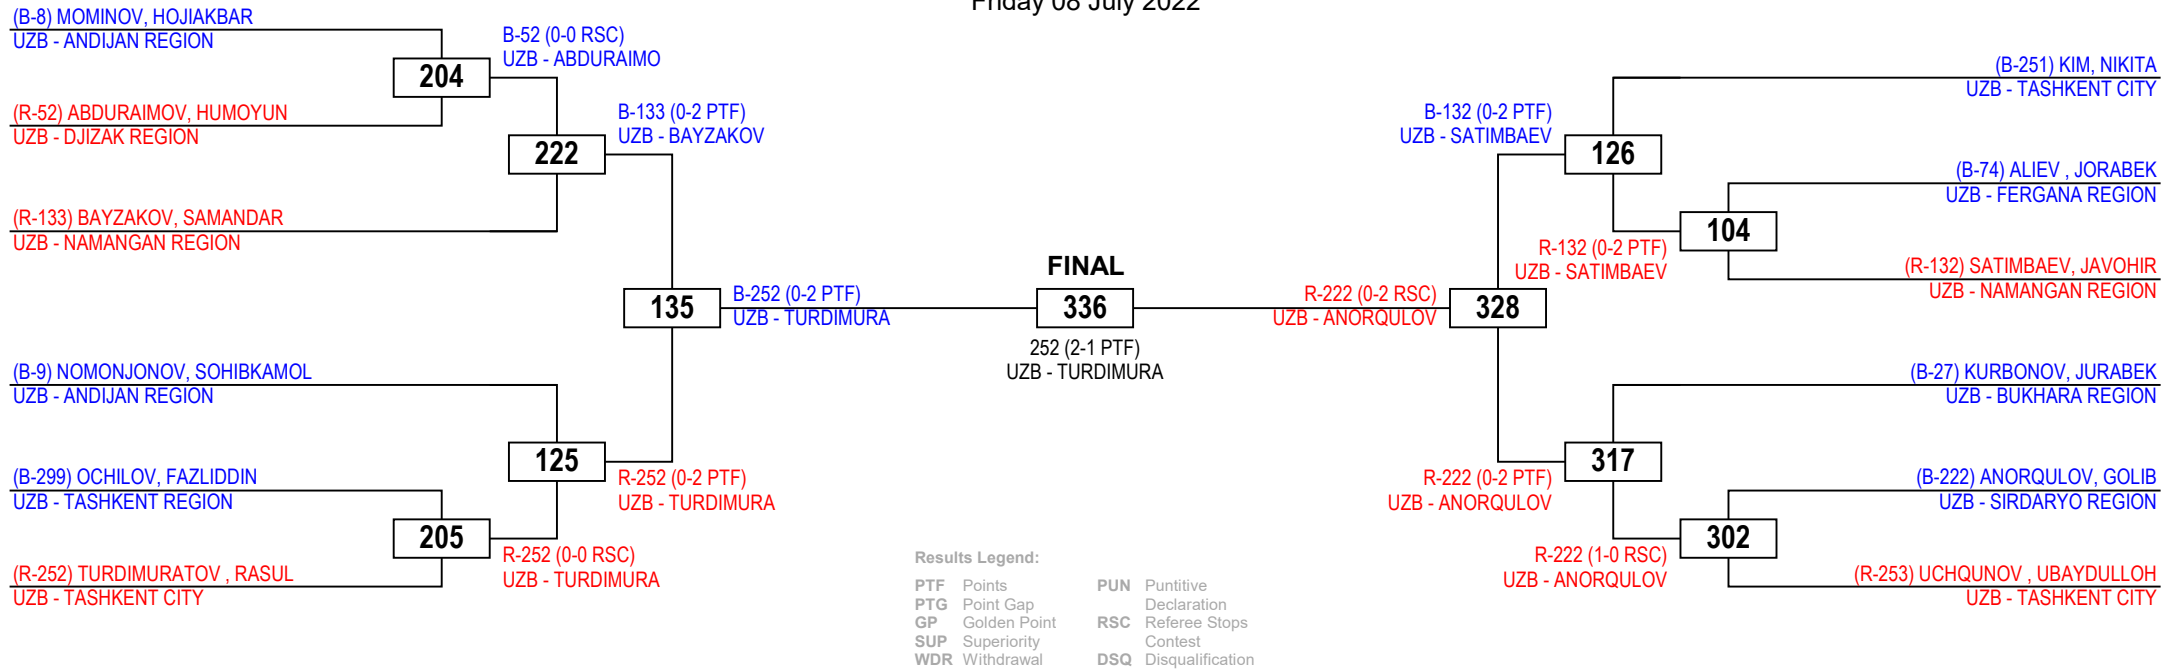 Friday 08 July 2022
(B-8) MOMINOV, HOJIAKBAR
UZB - ANDIJAN REGION
204
(R-52) ABDURAIMOV, HUMOYUN
UZB - DJIZAK REGION
B-52 (0-0 RSC)
UZB - ABDURAIMO
222
(R-133) BAYZAKOV, SAMANDAR
UZB - NAMANGAN REGION
B-133 (0-2 PTF)
UZB - BAYZAKOV
135
(B-9) NOMONJONOV, SOHIBKAMOL
UZB - ANDIJAN REGION
125
(B-299) OCHILOV, FAZLIDDIN
UZB - TASHKENT REGION
205
(R-252) TURDIMURATOV , RASUL
UZB - TASHKENT CITY
R-252 (0-0 RSC)
UZB - TURDIMURA
R-252 (0-2 PTF)
UZB - TURDIMURA
B-252 (0-2 PTF)
UZB - TURDIMURA
FINAL
336
252 (2-1 PTF)
UZB - TURDIMURA
R-222 (0-2 RSC)
UZB - ANORQULOV
328
B-132 (0-2 PTF)
UZB - SATIMBAEV
126
(B-251) KIM, NIKITA
UZB - TASHKENT CITY
(B-74) ALIEV , JORABEK
UZB - FERGANA REGION
104
R-132 (0-2 PTF)
UZB - SATIMBAEV
(R-132) SATIMBAEV, JAVOHIR
UZB - NAMANGAN REGION
(B-27) KURBONOV, JURABEK
UZB - BUKHARA REGION
317
R-222 (0-2 PTF)
UZB - ANORQULOV
(B-222) ANORQULOV, GOLIB
UZB - SIRDARYO REGION
302
R-222 (1-0 RSC)
UZB - ANORQULOV
(R-253) UCHQUNOV , UBAYDULLOH
UZB - TASHKENT CITY
Results Legend:
PTF Points
PTG Point Gap
GP Golden Point
SUP Superiority
WDR Withdrawal
PUN Puntitive
Declaration
RSC Referee Stops
Contest
DSQ Disqualification